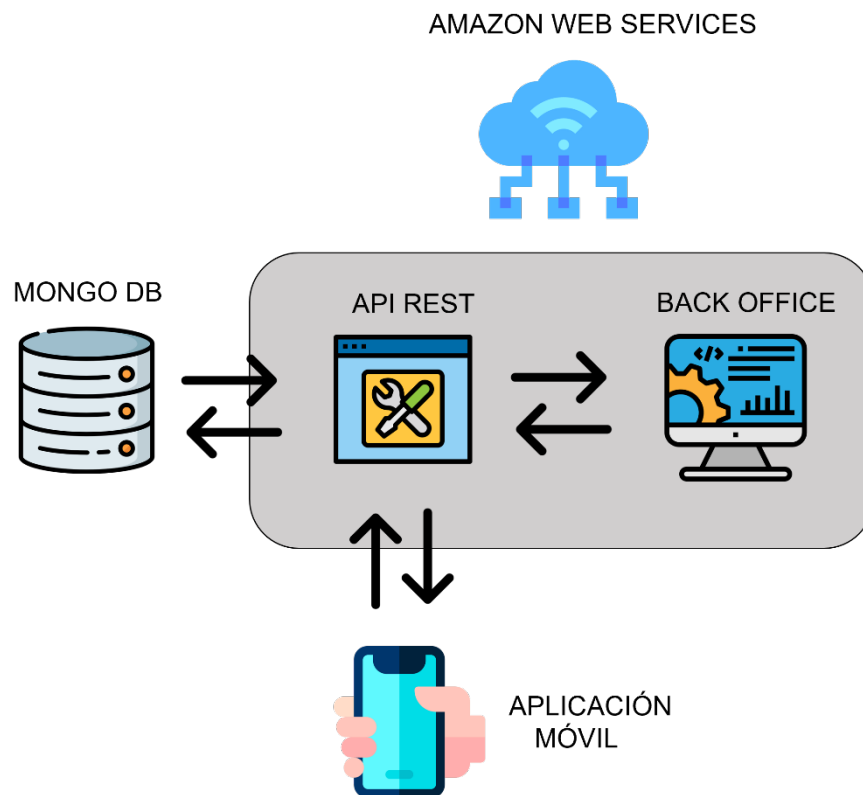 AMAZON WEB SERVICES
MONGO DB
API REST
BACK OFFICE
</>
APLICACIÓN
MÓVIL